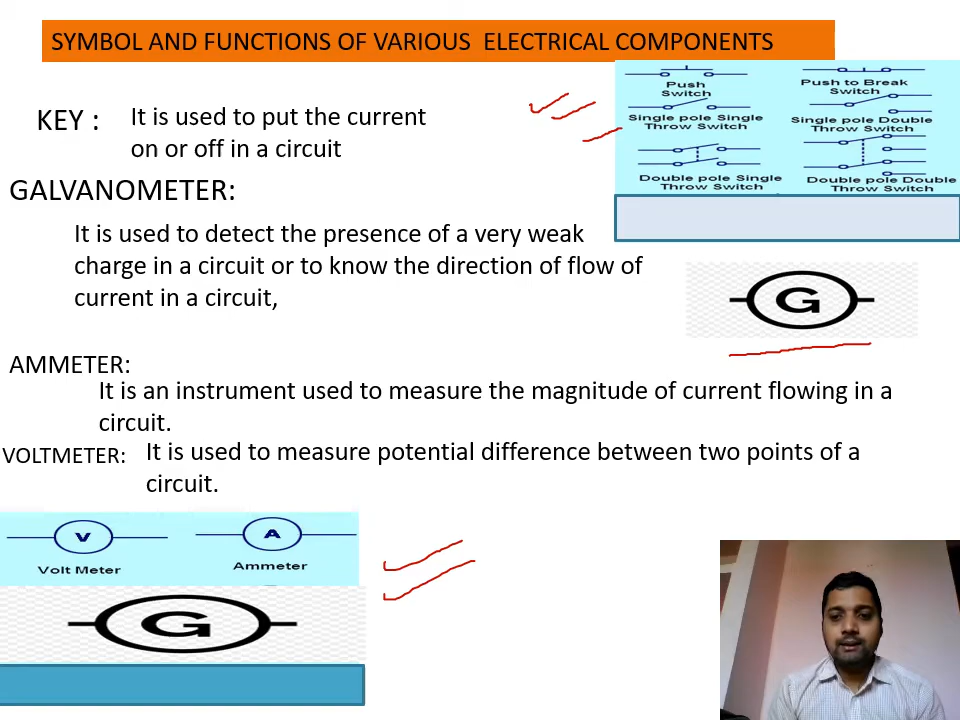 SYMBOL AND FUNCTIONS OF VARIOUS ELECTRICAL COMPONENTS
KEY :
It is used to put the current
on or off in a circuit
Push
Switch
Push to Break
Switch
Single pole Single
Throw Switch
Single pole Double
Throw Switch
Double pole Single
Throw Switch
Double pole Double
Throw Switch
GALVANOMETER:
It is used to detect the presence of a very weak
charge in a circuit or to know the direction of flow of
current in a circuit,
G
AMMETER:
It is an instrument used to measure the magnitude of current flowing in a
circuit.
VOLTMETER:
It is used to measure potential difference between two points of a
circuit.
V
Volt Meter
A
Ammeter
G